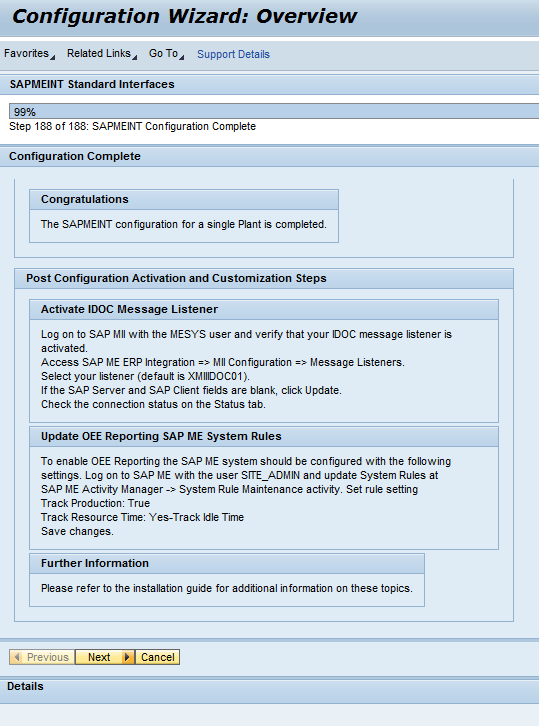 Configuration Wizard: Overview
Favorites Related Links Go To Support Details
SAPMEINT Standard Interfaces
99%
Step 188 of 188: SAPMEINT Configuration Complete
Configuration Complete
Congratulations
The SAPMEINT configuration for a single Plant is completed.
Post Configuration Activation and Customization Steps
Activate IDOC Message Listener
Log on to SAP MII with the MESYS user and verify that your IDOC message listener is
activated.
Access SAP ME ERP Integration => MII Configuration => Message Listeners.
Select your listener (default is XMIIIDOC01).
If the SAP Server and SAP Client fields are blank, click Update.
Check the connection status on the Status tab.
Update OEE Reporting SAP ME System Rules
To enable OEE Reporting the SAP ME system should be configured with the following
settings. Log on to SAP ME with the user SITE_ADMIN and update System Rules at
SAP ME Activity Manager -> System Rule Maintenance activity. Set rule setting
Track Production: True
Track Resource Time: Yes-Track Idle Time
Save changes.
Further Information
Please refer to the installation guide for additional information on these topics.
Previous Next Cancel
Details